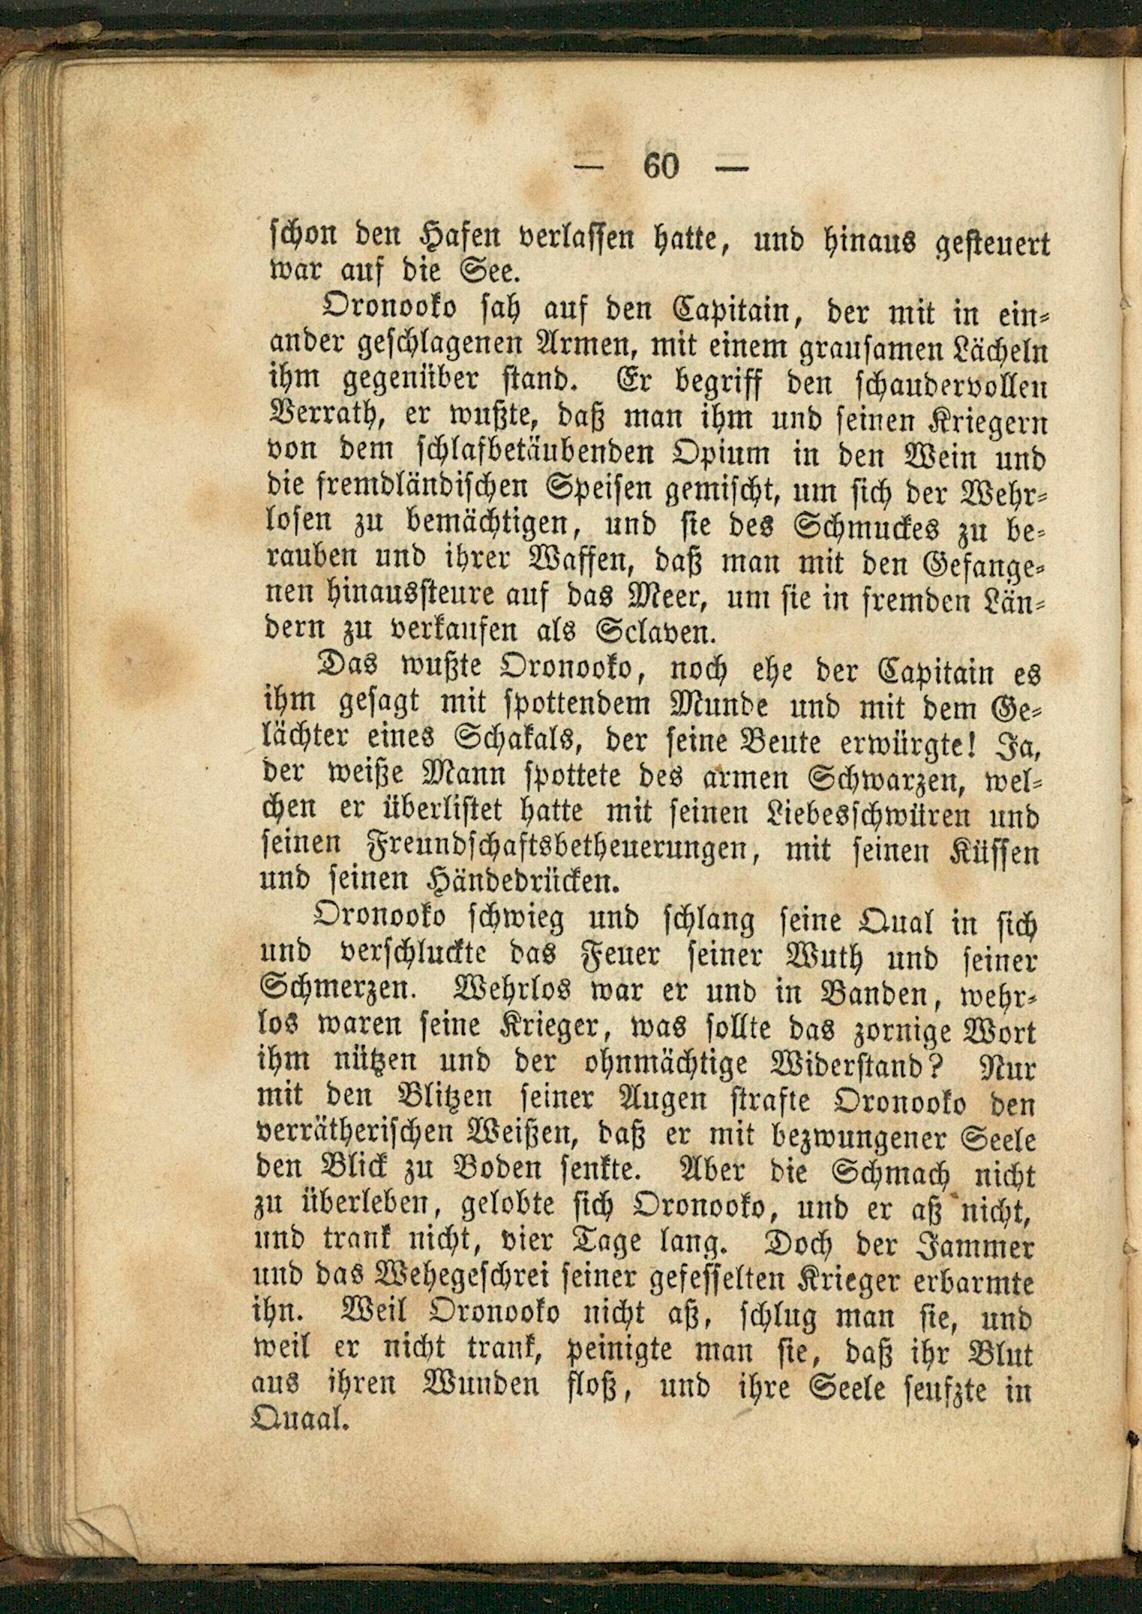 — 60 —
schon den Hafen verlassen hatte, und hinaus gesteuert
war auf die See.
Oronooko sah auf den Capitain, der mit in ein-
ander geschlagenen Armen, mit einem grausamen Lächeln
ihm gegenüber stand. Er begriff den schaudervollen
Verrath, er wußte, daß man ihm und seinen Kriegern
von dem schlafbetäubenden Opium in den Wein und
die fremdländischen Speisen gemischt, um sich der Wehr-
losen zu bemächtigen, und sie des Schmuckes zu be-
rauben und ihrer Waffen, daß man mit den Gefange-
nen hinaussteure auf das Meer, um sie in fremden Län-
dern zu verkaufen als Sclaven.
Das wußte Oronooko, noch ehe der Capitain es
ihm gesagt mit spottendem Munde und mit dem Ge-
lächter eines Schakals, der seine Beute erwürgte! Ja,
der weiße Mann spottete des armen Schwarzen, wel-
chen er überlistet hatte mit seinen Liebesschwüren und
seinen Freundschaftsbetheuerungen, mit seinen Küssen
und seinen Händedrücken.
Oronooko schwieg und schlang seine Qual in sich
und verschluckte das Feuer seiner Wuth und seiner
Schmerzen. Wehrlos war er und in Banden, wehr-
los waren seine Krieger, was sollte das zornige Wort
ihm nützen und der ohnmächtige Widerstand? Nur
mit den Blitzen seiner Augen strafte Oronooko den
verrätherischen Weißen, daß er mit bezwungener Seele
den Blick zu Boden senkte. Aber die Schmach nicht
zu überleben, gelobte sich Oronooko, und er aß nicht,
und trank nicht, vier Tage lang. Doch der Jammer
und das Wehegeschrei seiner gefesselten Krieger erbarmte
ihn. Weil Oronooko nicht aß, schlug man sie, und
weil er nicht trank, peinigte man sie, daß ihr Blut
aus ihren Wunden floß, und ihre Seele seufzte in
Quaal.